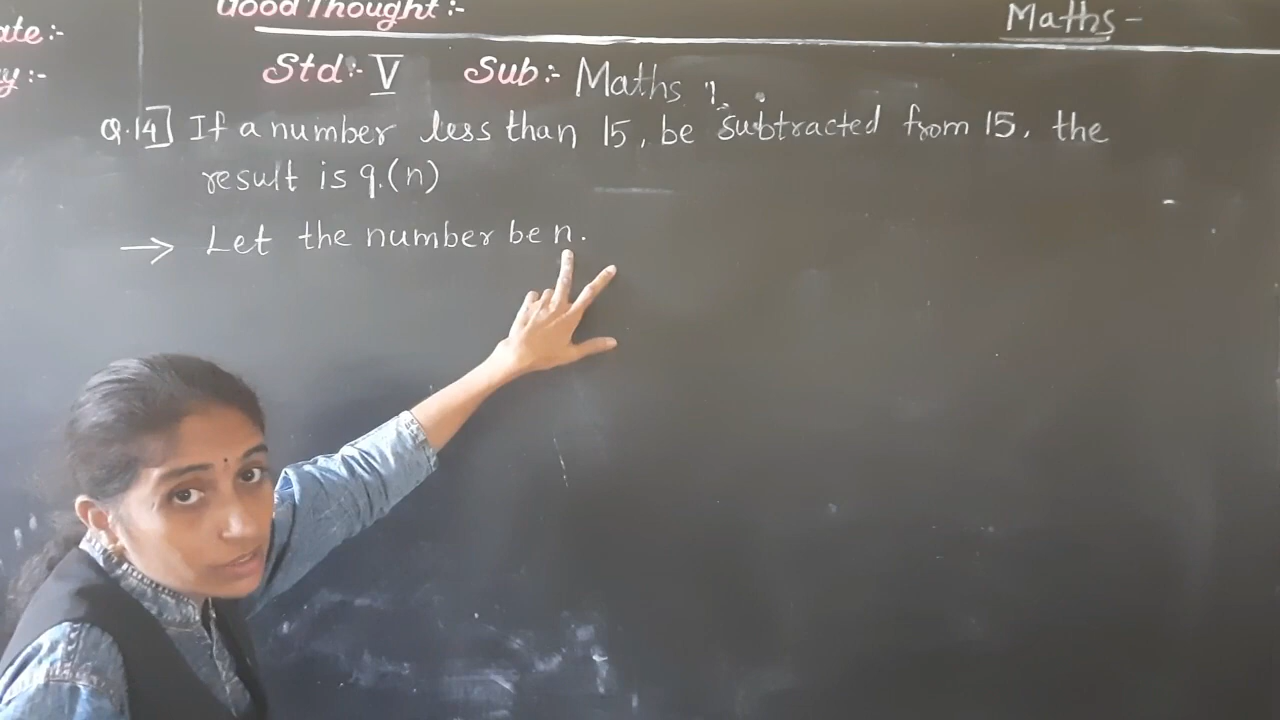 Good Thought :-
Maths -
ate:-
y:-
Std:- V Sub:- Maths
Q.14] If a number less than 15, be subtracted from 15, the
result is 9.(n)
→ Let the number be n.